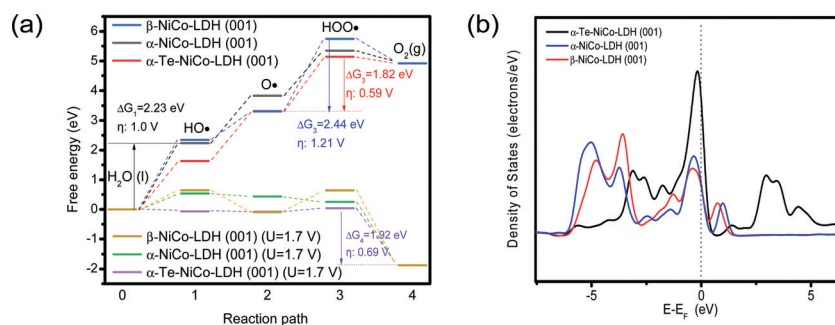 (a)
β-NiCo-LDH (001)
α-NiCo-LDH (001)
α-Te-NiCo-LDH (001)
HOO•
O₂(g)
O•
HO•
ΔG₁=2.23 eV
η: 1.0 V
H₂O (l)
ΔG₃=1.82 eV
η: 0.59 V
ΔG₃=2.44 eV
η: 1.21 V
ΔG₄=1.92 eV
η: 0.69 V
β-NiCo-LDH (001) (U=1.7 V)
α-NiCo-LDH (001) (U=1.7 V)
α-Te-NiCo-LDH (001) (U=1.7 V)
Free energy (eV)
6
5
4
3
2
1
0
-1
-2
0 1 2 3 4
Reaction path
(b)
α-Te-NiCo-LDH (001)
α-NiCo-LDH (001)
β-NiCo-LDH (001)
Density of States (electrons/eV)
-5 0 5
E-E_F (eV)